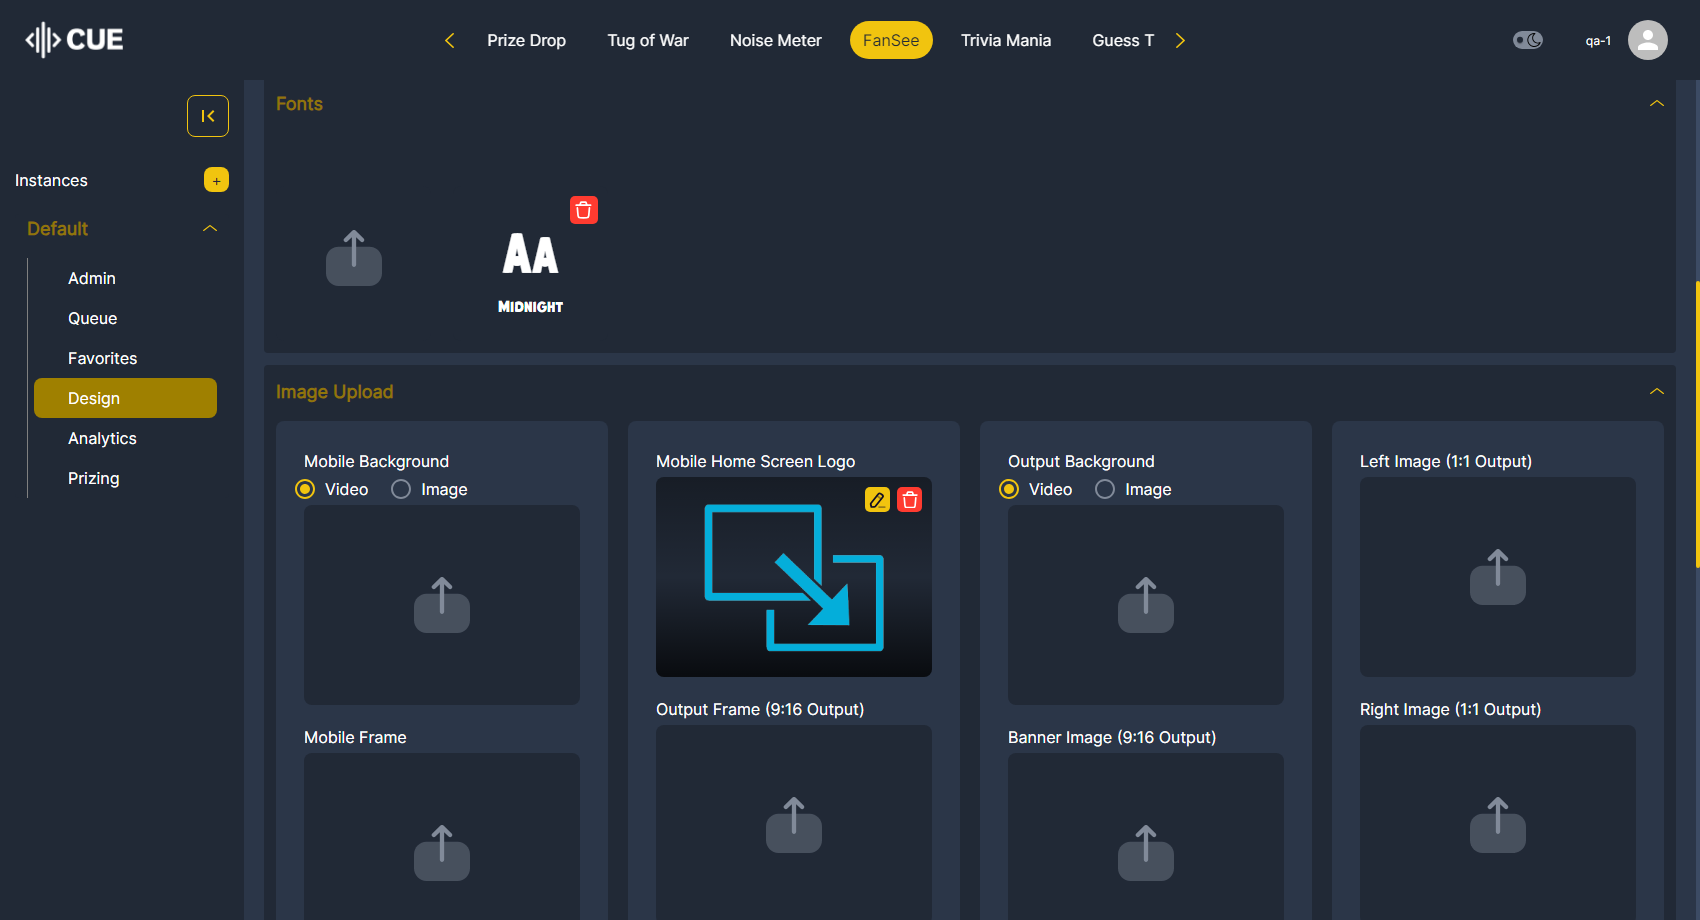 CUE
Prize Drop
Tug of War
Noise Meter
FanSee
Trivia Mania
Guess T
qa-1
Instances
+
Default
Admin
Queue
Favorites
Design
Analytics
Prizing
Fonts
AA
MIDNIGHT
Image Upload
Mobile Background
Video
Image
Mobile Frame
Mobile Home Screen Logo
Output Frame (9:16 Output)
Output Background
Video
Image
Banner Image (9:16 Output)
Left Image (1:1 Output)
Right Image (1:1 Output)